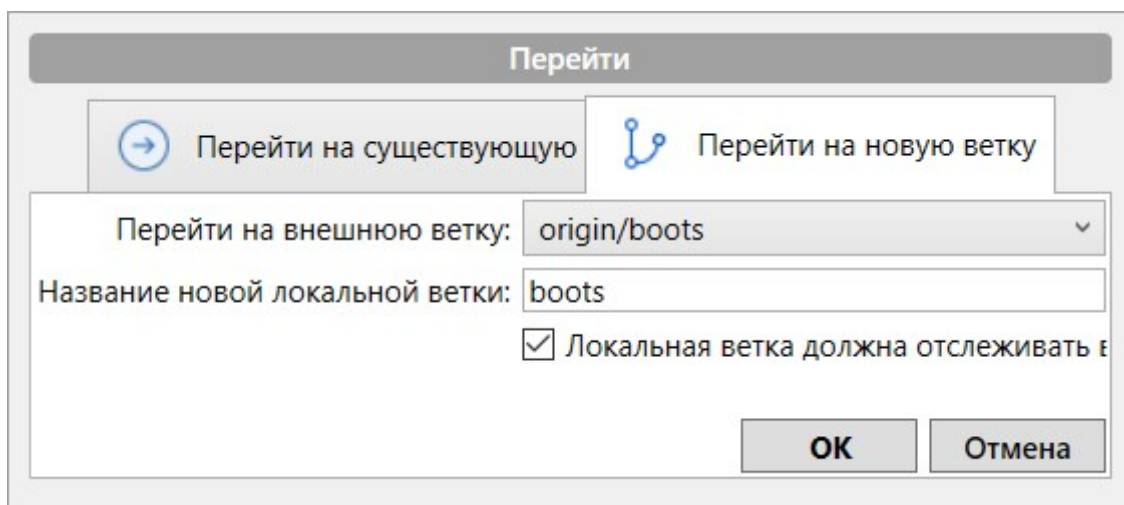 Перейти
Перейти на существующую
Перейти на новую ветку
Перейти на внешнюю ветку: origin/boots
Название новой локальной ветки: boots
Локальная ветка должна отслеживать
OK Отмена